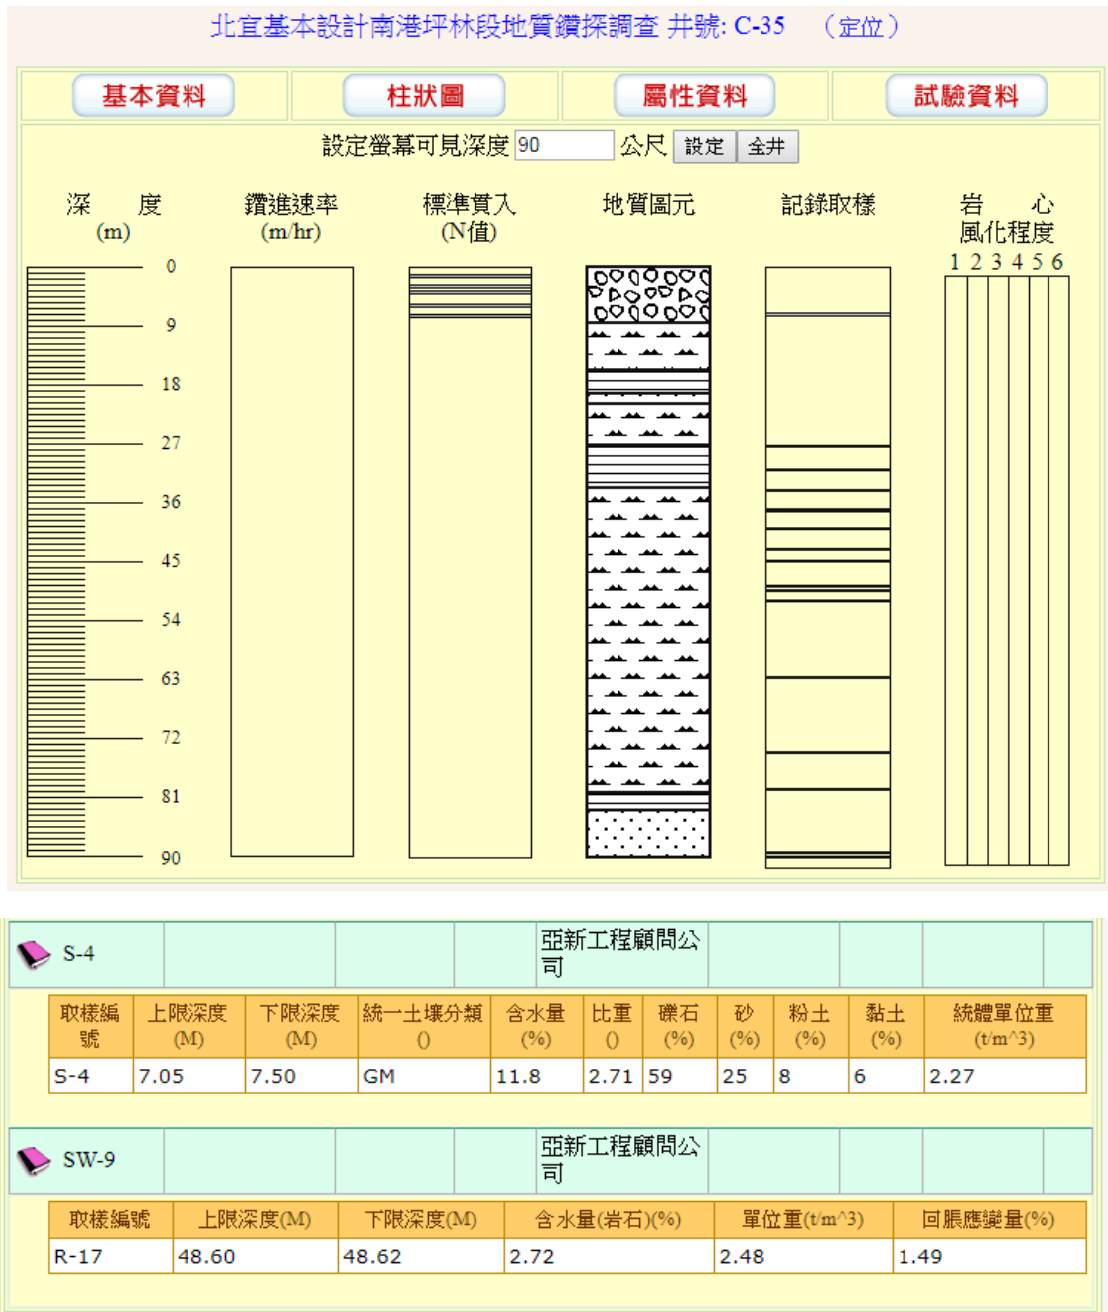 北宜基本設計南港坪林段地質鑽探調查 井號: C-35 （定位）
基本資料 柱狀圖 屬性資料 試驗資料
設定螢幕可見深度 90 公尺 設定 全井
深 度 鑽進速率 標準貫入 地質圖元 記錄取樣 岩 心
(m) (m/hr) (N值) 風化程度
1 2 3 4 5 6
0
9
18
27
36
45
54
63
72
81
90
S-4 亞新工程顧問公
司
取樣編 上限深度 下限深度 統一土壤分類 含水量 比重 礫石 砂 粉土 黏土 統體單位重
號 (M) (M) () (%) () (%) (%) (%) (%) (t/m^3)
S-4 7.05 7.50 GM 11.8 2.71 59 25 8 6 2.27
SW-9 亞新工程顧問公
司
取樣編號 上限深度(M) 下限深度(M) 含水量(岩石)(%) 單位重(t/m^3) 回脹應變量(%)
R-17 48.60 48.62 2.72 2.48 1.49